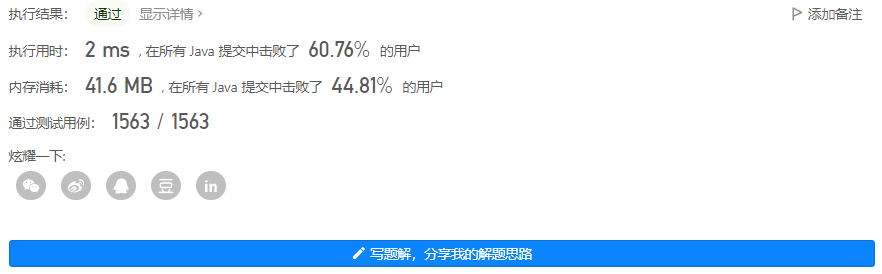 执行结果: 通过 显示详情 > 添加备注
执行用时: 2 ms , 在所有 Java 提交中击败了 60.76% 的用户
内存消耗: 41.6 MB , 在所有 Java 提交中击败了 44.81% 的用户
通过测试用例: 1563 / 1563
炫耀一下:
豆 in
写题解, 分享我的解题思路